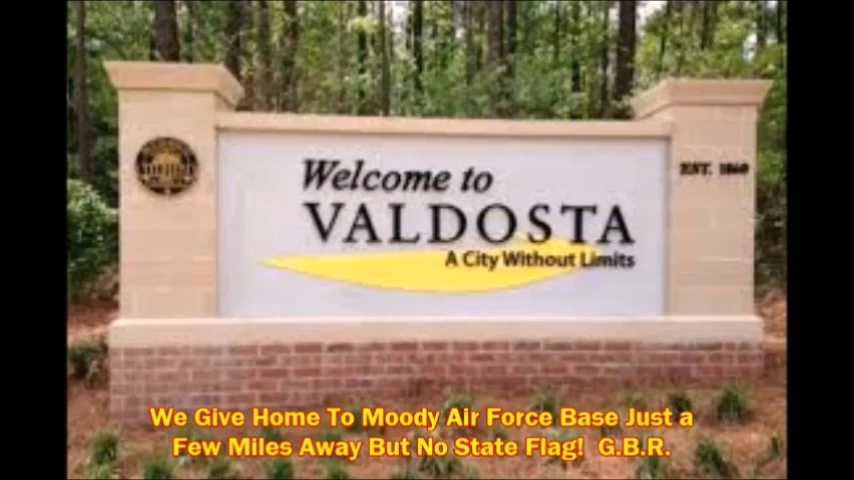 Welcome to
VALDOSTA
A City Without Limits
EST. 1860
We Give Home To Moody Air Force Base Just a
Few Miles Away But No State Flag!  G.B.R.